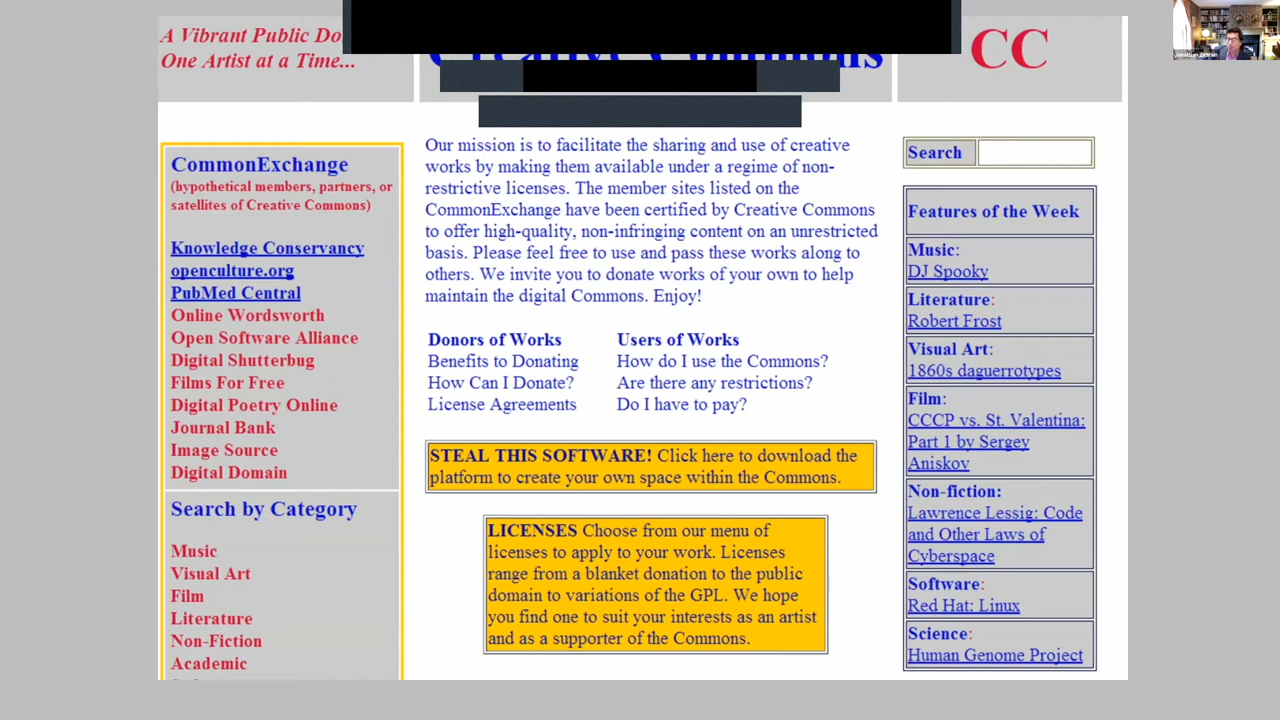 A Vibrant Public Do
One Artist at a Time...
Creative Commons
CC
CommonExchange
(hypothetical members, partners, or
satellites of Creative Commons)
Knowledge Conservancy
openculture.org
PubMed Central
Online Wordsworth
Open Software Alliance
Digital Shutterbug
Films For Free
Digital Poetry Online
Journal Bank
Image Source
Digital Domain
Search by Category
Music
Visual Art
Film
Literature
Non-Fiction
Academic
Our mission is to facilitate the sharing and use of creative
works by making them available under a regime of non-
restrictive licenses. The member sites listed on the
CommonExchange have been certified by Creative Commons
to offer high-quality, non-infringing content on an unrestricted
basis. Please feel free to use and pass these works along to
others. We invite you to donate works of your own to help
maintain the digital Commons. Enjoy!
Donors of Works
Benefits to Donating
How Can I Donate?
License Agreements
Users of Works
How do I use the Commons?
Are there any restrictions?
Do I have to pay?
STEAL THIS SOFTWARE! Click here to download the
platform to create your own space within the Commons.
LICENSES Choose from our menu of
licenses to apply to your work. Licenses
range from a blanket donation to the public
domain to variations of the GPL. We hope
you find one to suit your interests as an artist
and as a supporter of the Commons.
Search
Features of the Week
Music:
DJ Spooky
Literature:
Robert Frost
Visual Art:
1860s daguerrotypes
Film:
CCCP vs. St. Valentina:
Part 1 by Sergey
Aniskov
Non-fiction:
Lawrence Lessig: Code
and Other Laws of
Cyberspace
Software:
Red Hat: Linux
Science:
Human Genome Project